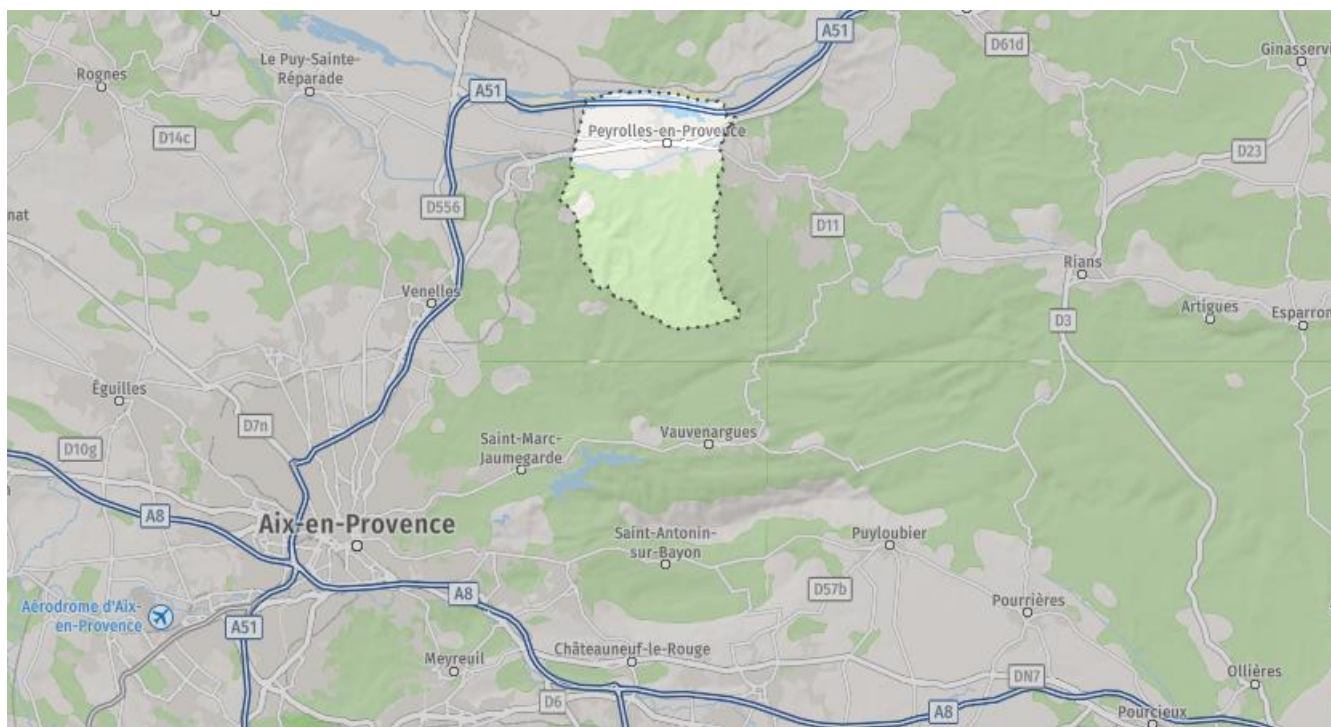 A51
D61d
Ginasserv
Le Puy-Sainte-
Réparade
Rognes
A51
Peyrolles-en-Provence
D14c
D23
nat
D556
D11
Rians
Venelles
Artigues
Esparron
D3
Éguilles
D7n
D10g
Saint-Marc-
Jaumegarde
Vauvenargues
A8
Aix-en-Provence
Saint-Antonin-
sur-Bayon
Puyloubier
D57b
A8
Aérodrome d'Aix-
en-Provence
Pourrières
A51
Meyreuil
Châteauneuf-le-Rouge
DN7
Ollières
D6
A8
Pourcieux